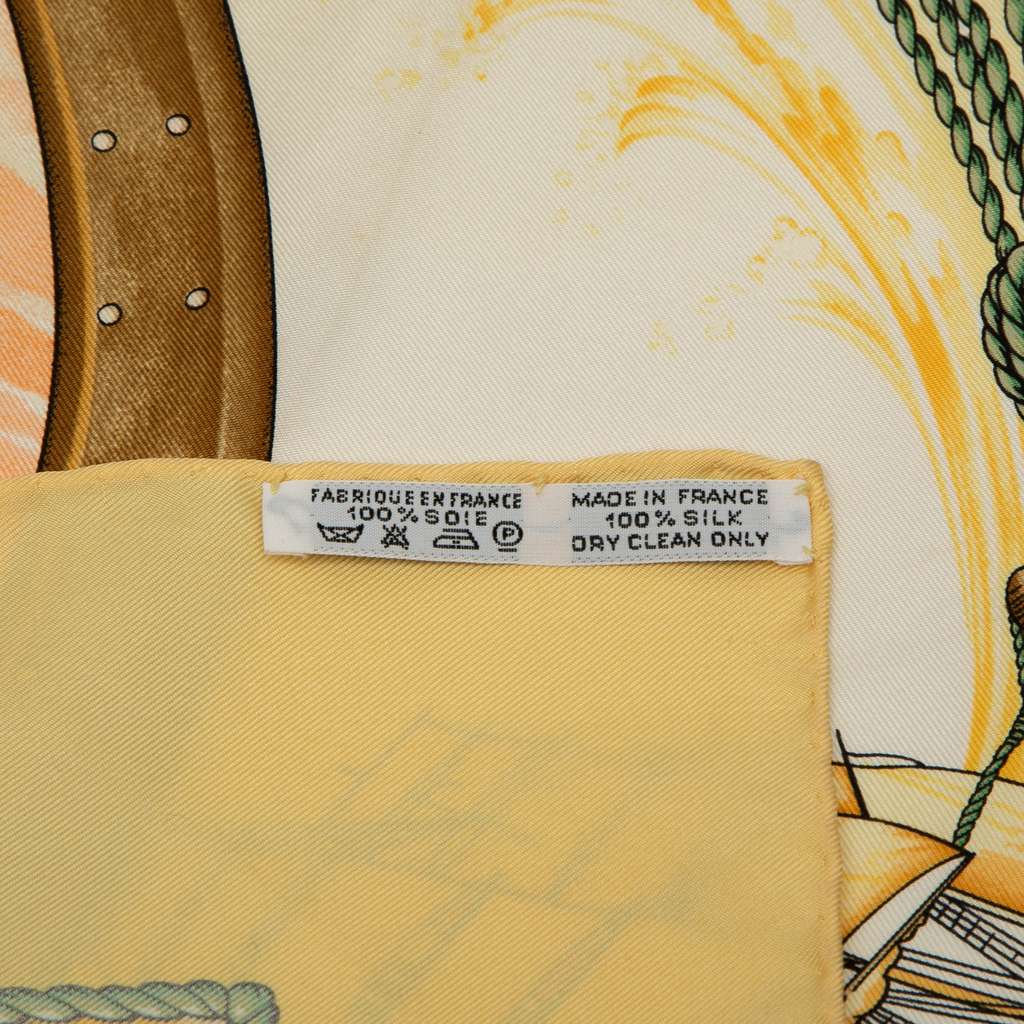 FABRIQUE EN FRANCE
100% SOIE
P
MADE IN FRANCE
100% SILK
DRY CLEAN ONLY